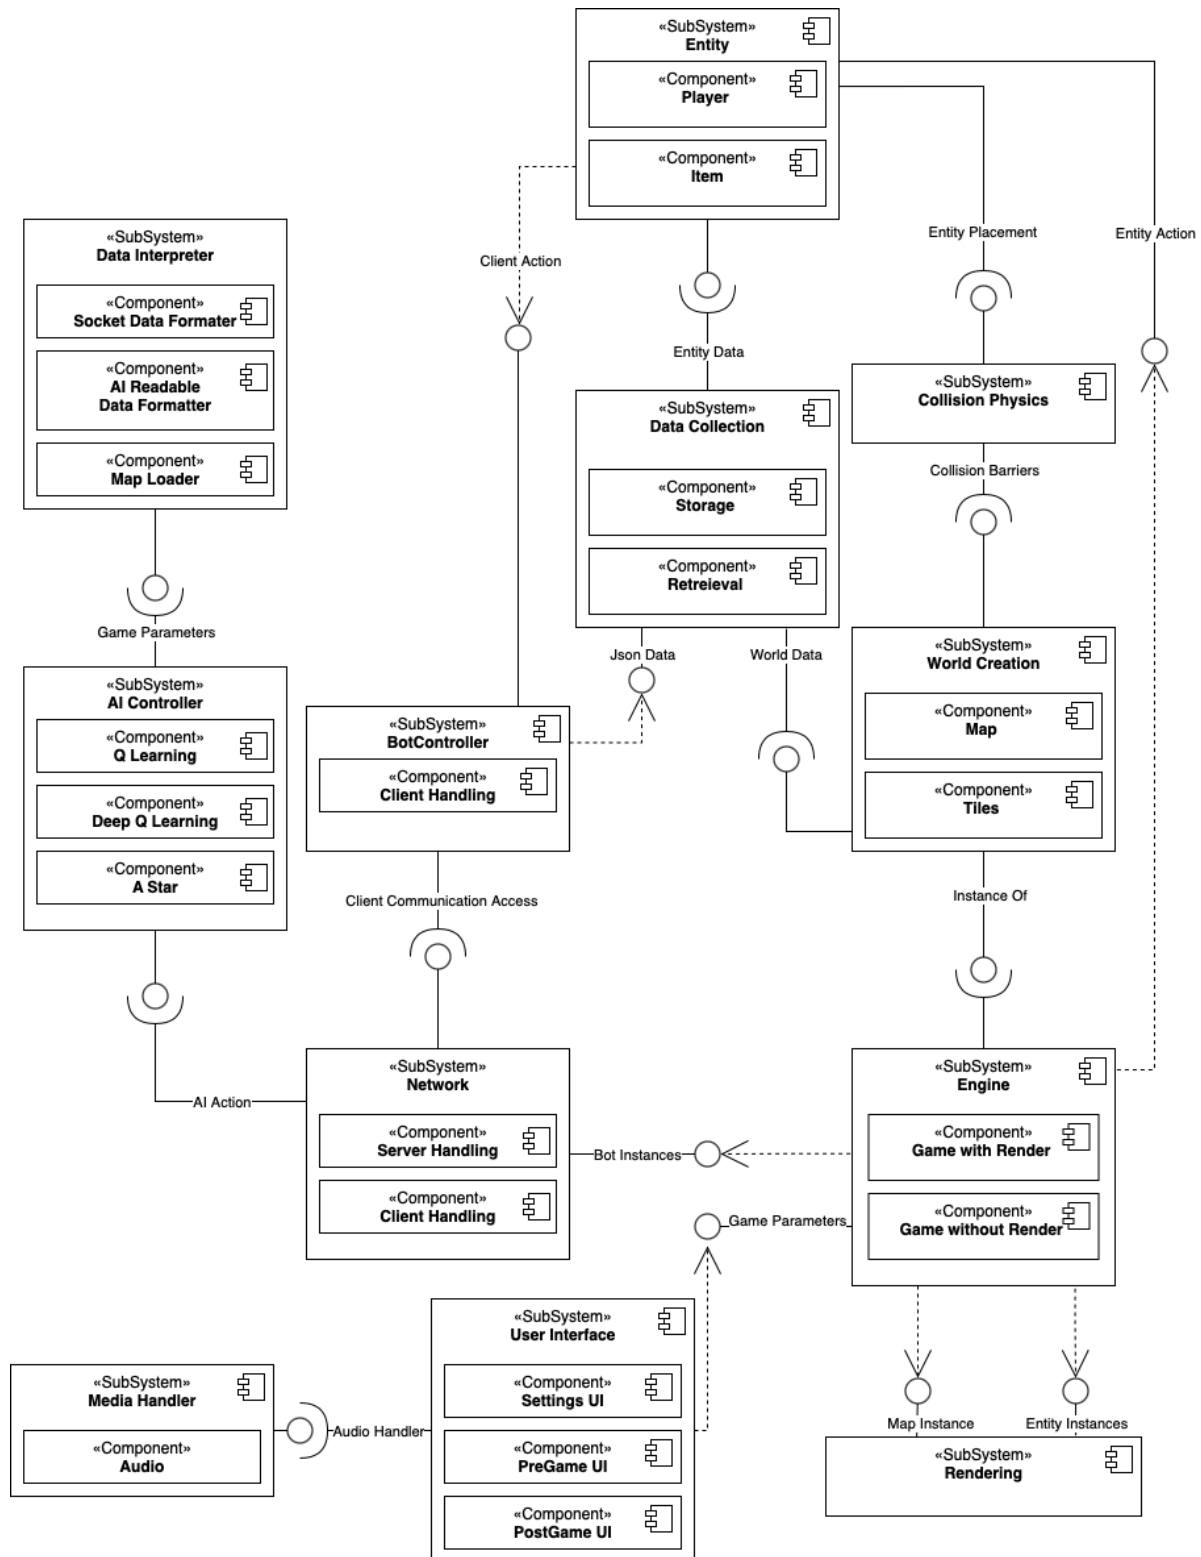 «SubSystem»
Entity
«Component»
Player
«Component»
Item
Client Action
Entity Placement
Entity Action
«SubSystem»
Data Interpreter
«Component»
Socket Data Formater
«Component»
AI Readable
Data Formatter
«Component»
Map Loader
Entity Data
«SubSystem»
Data Collection
«Component»
Storage
«Component»
Retreieval
«SubSystem»
Collision Physics
Collision Barriers
Game Parameters
Json Data
World Data
«SubSystem»
World Creation
«Component»
Map
«Component»
Tiles
«SubSystem»
AI Controller
«Component»
Q Learning
«Component»
Deep Q Learning
«Component»
A Star
«SubSystem»
BotController
«Component»
Client Handling
Client Communication Access
Instance Of
AI Action
«SubSystem»
Network
«Component»
Server Handling
«Component»
Client Handling
Bot Instances
«SubSystem»
Engine
«Component»
Game with Render
«Component»
Game without Render
Game Parameters
«SubSystem»
User Interface
«Component»
Settings UI
«Component»
PreGame UI
«Component»
PostGame UI
«SubSystem»
Media Handler
«Component»
Audio
Audio Handler
Map Instance
Entity Instances
«SubSystem»
Rendering